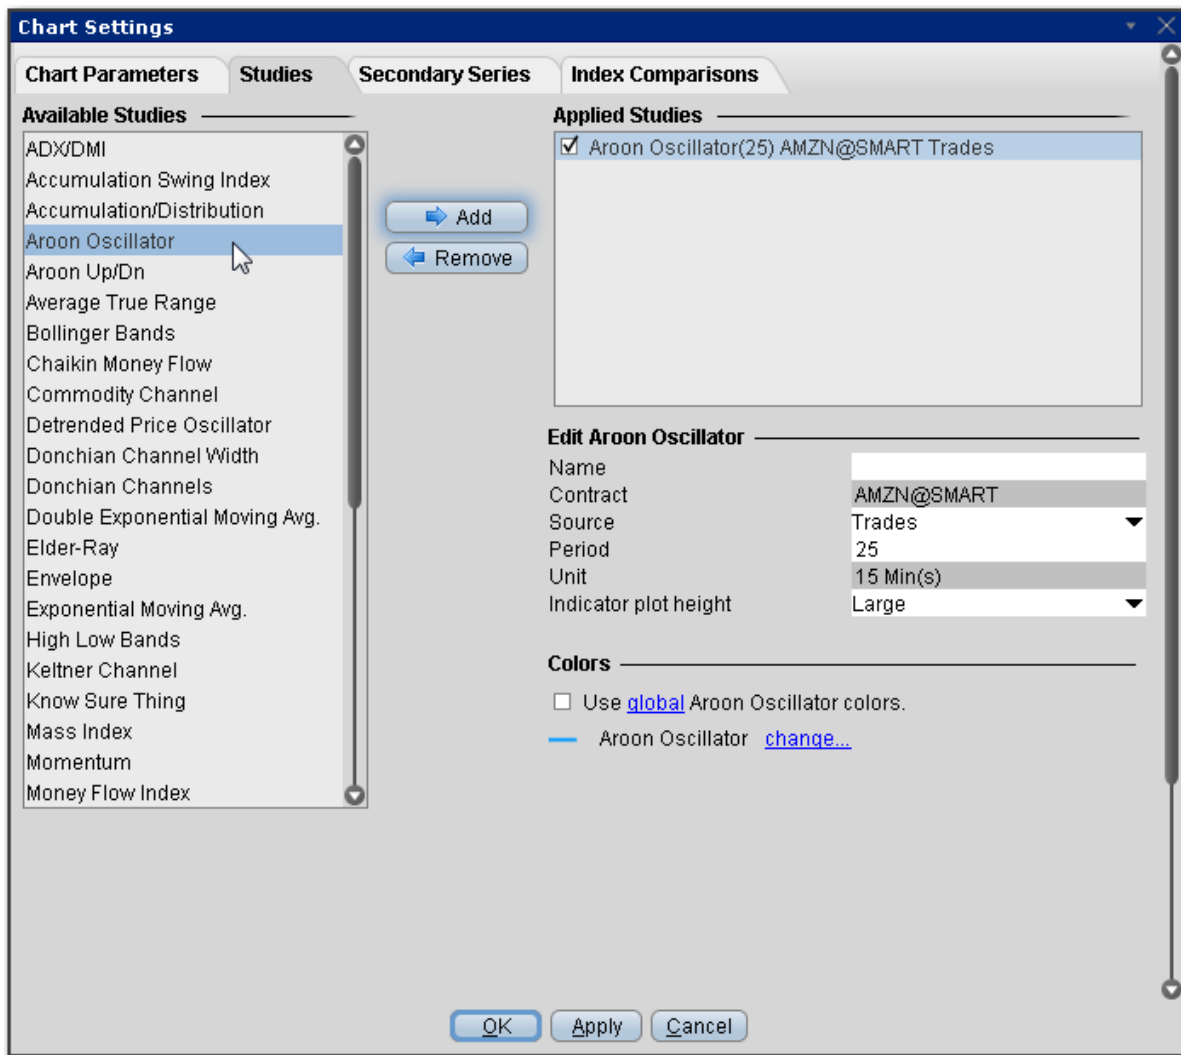 Chart Settings
Chart Parameters
Studies
Secondary Series
Index Comparisons
Available Studies
ADX/DMI
Accumulation Swing Index
Accumulation/Distribution
Aroon Oscillator
Aroon Up/Dn
Average True Range
Bollinger Bands
Chaikin Money Flow
Commodity Channel
Detrended Price Oscillator
Donchian Channel Width
Donchian Channels
Double Exponential Moving Avg.
Elder-Ray
Envelope
Exponential Moving Avg.
High Low Bands
Keltner Channel
Know Sure Thing
Mass Index
Momentum
Money Flow Index
Add
Remove
Applied Studies
Aroon Oscillator(25) AMZN@SMART Trades
Edit Aroon Oscillator
Name
Contract AMZN@SMART
Source Trades
Period 25
Unit 15 Min(s)
Indicator plot height Large
Colors
Use global Aroon Oscillator colors.
Aroon Oscillator change...
OK
Apply
Cancel